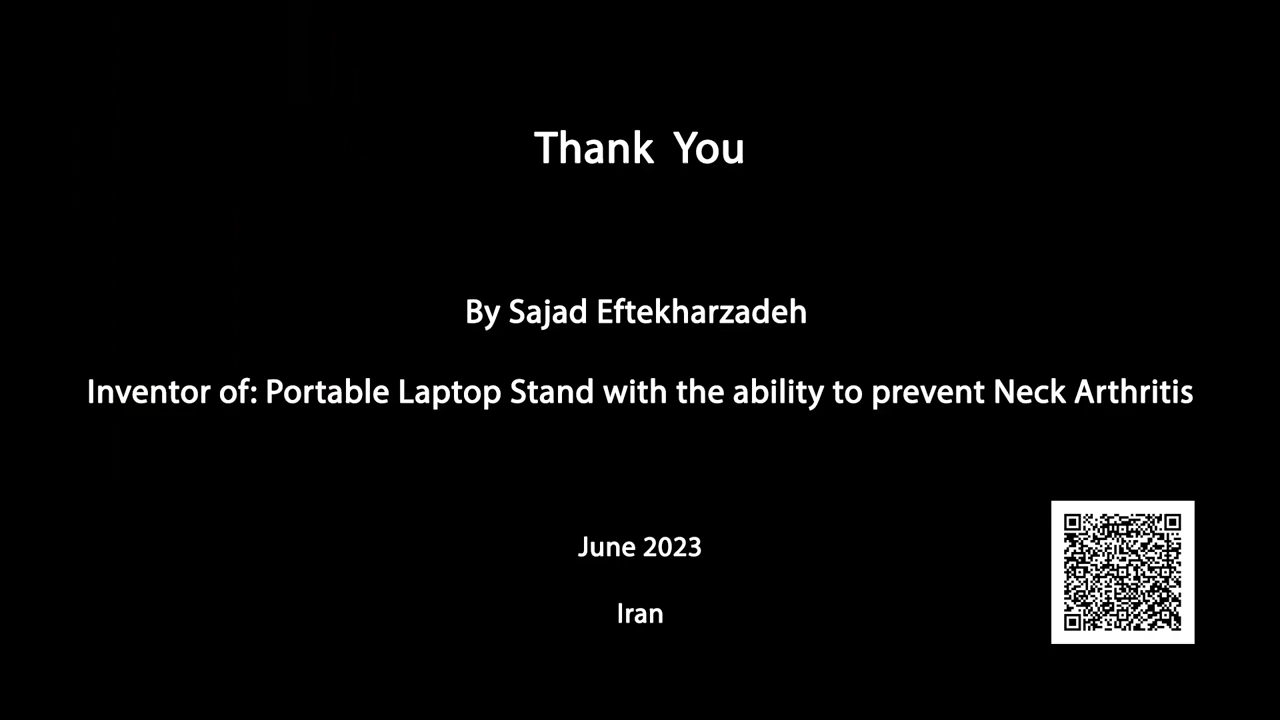 Thank You
By Sajad Eftekharzadeh
Inventor of: Portable Laptop Stand with the ability to prevent Neck Arthritis
June 2023
Iran